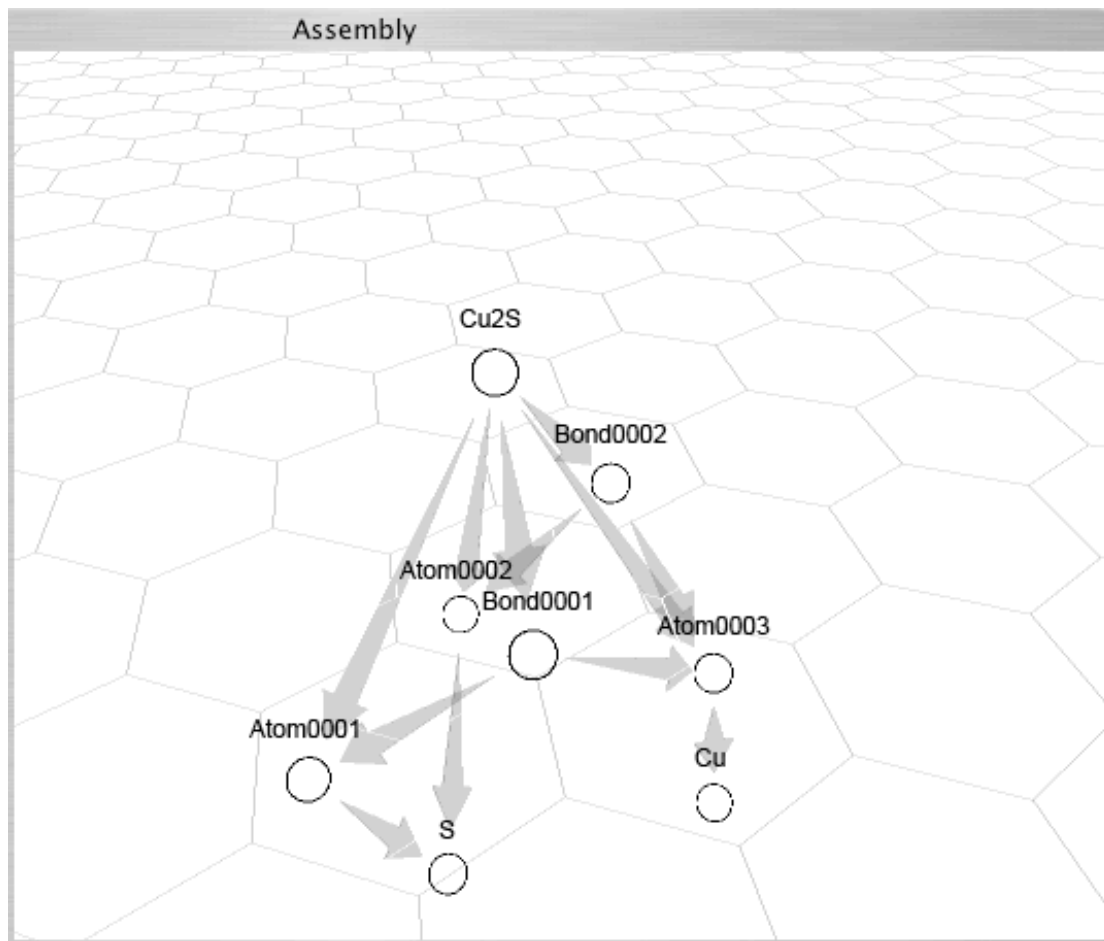 Assembly
Cu2S
Bond0002
Atom0002
Bond0001
Atom0003
Atom0001
Cu
S